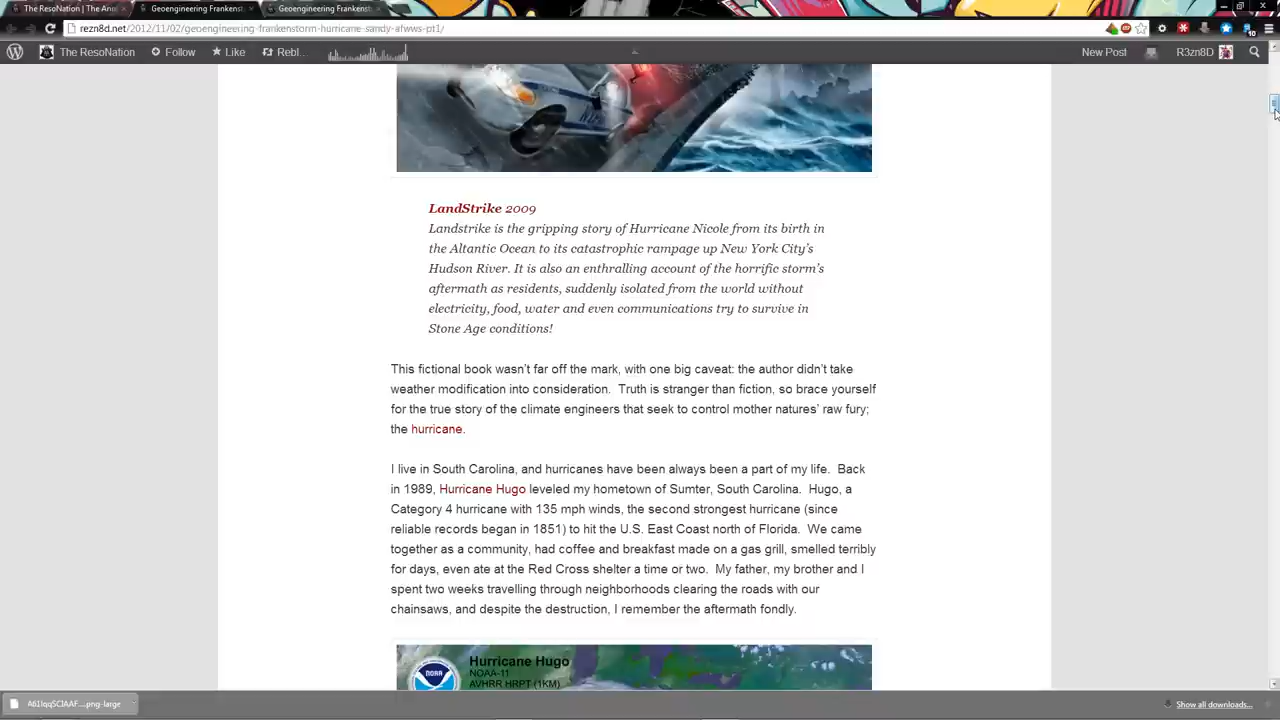 The ResoNation | The An
Geoengineering Frankens
Geoengineering Frankenst
rezn8d.net/2012/11/02/geoengineering-frankenstorm-hurricane-sandy-afwws-pt1/
10
The ResoNation Follow Like Rebl... New Post R3zn8D
LandStrike 2009
Landstrike is the gripping story of Hurricane Nicole from its birth in
the Altantic Ocean to its catastrophic rampage up New York City's
Hudson River. It is also an enthralling account of the horrific storm's
aftermath as residents, suddenly isolated from the world without
electricity, food, water and even communications try to survive in
Stone Age conditions!
This fictional book wasn't far off the mark, with one big caveat: the author didn't take
weather modification into consideration. Truth is stranger than fiction, so brace yourself
for the true story of the climate engineers that seek to control mother natures' raw fury;
the hurricane.
I live in South Carolina, and hurricanes have been always been a part of my life. Back
in 1989, Hurricane Hugo leveled my hometown of Sumter, South Carolina. Hugo, a
Category 4 hurricane with 135 mph winds, the second strongest hurricane (since
reliable records began in 1851) to hit the U.S. East Coast north of Florida. We came
together as a community, had coffee and breakfast made on a gas grill, smelled terribly
for days, even ate at the Red Cross shelter a time or two. My father, my brother and I
spent two weeks travelling through neighborhoods clearing the roads with our
chainsaws, and despite the destruction, I remember the aftermath fondly.
NOAA
Hurricane Hugo
NOAA-11
AVHRR HRPT (1KM)
Show all downloads...